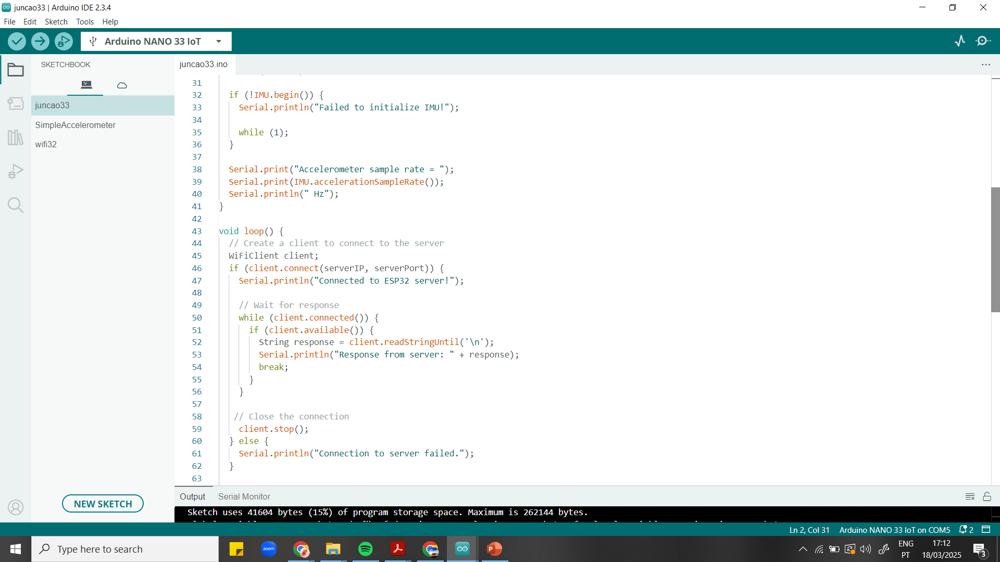 juncao33 | Arduino IDE 2.3.4
File Edit Sketch Tools Help
Arduino NANO 33 IoT
SKETCHBOOK
juncao33
SimpleAccelerometer
wifi32
NEW SKETCH
juncao33.ino
31
32 if (!IMU.begin()) {
33 Serial.println("Failed to initialize IMU!");
34
35 while (1);
36 }
37
38 Serial.print("Accelerometer sample rate = ");
39 Serial.print(IMU.accelerationSampleRate());
40 Serial.println(" Hz");
41 }
42
43 void loop() {
44 // Create a client to connect to the server
45 WiFiClient client;
46 if (client.connect(serverIP, serverPort)) {
47 Serial.println("Connected to ESP32 server!");
48
49 // Wait for response
50 while (client.connected()) {
51 if (client.available()) {
52 String response = client.readStringUntil('\n');
53 Serial.println("Response from server: " + response);
54 break;
55 }
56 }
57
58 // Close the connection
59 client.stop();
60 } else {
61 Serial.println("Connection to server failed.");
62 }
63
Output Serial Monitor
Sketch uses 41604 bytes (15%) of program storage space. Maximum is 262144 bytes.
Ln 2, Col 31 Arduino NANO 33 IoT on COM5 2
Type here to search
zoom
ENG
PT
17:12
18/03/2025
3